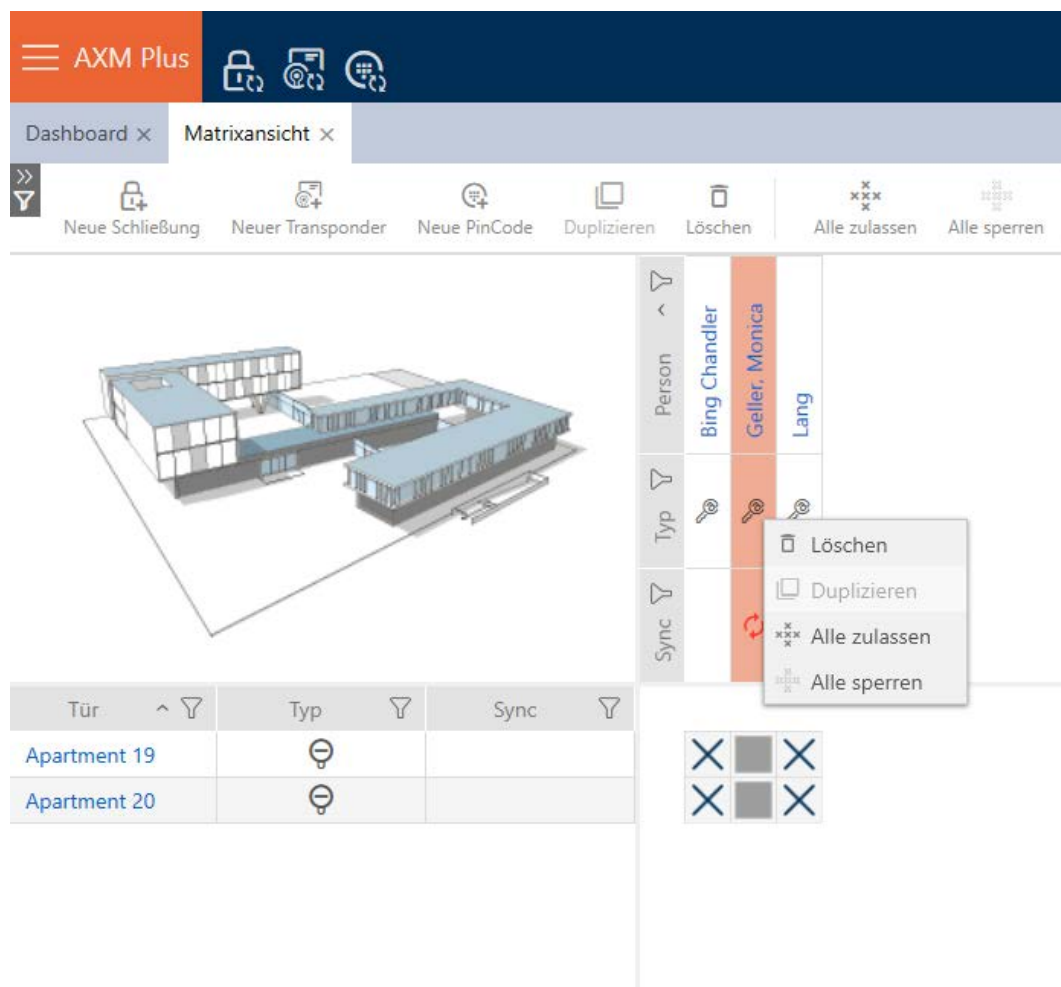 AXM Plus
Dashboard
Matrixansicht
Neue Schließung
Neuer Transponder
Neue PinCode
Duplizieren
Löschen
Alle zulassen
Alle sperren
Person
Bing Chandler
Geller, Monica
Lang
Typ
Sync
Löschen
Duplizieren
Alle zulassen
Alle sperren
Tür
Typ
Sync
Apartment 19
Apartment 20